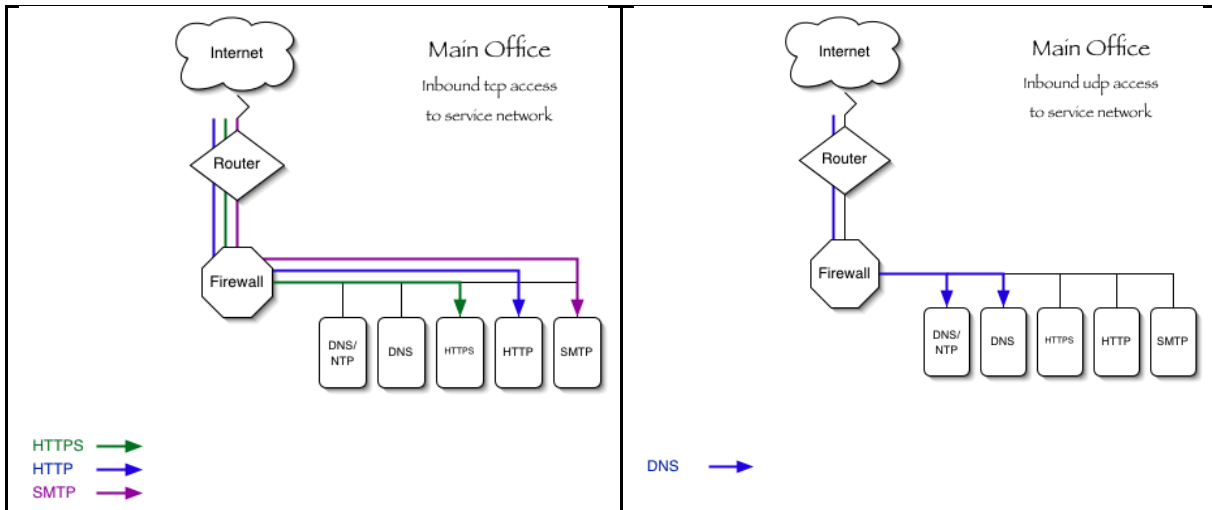 Internet
Main Office
Inbound tcp access
to service network
Router
Firewall
DNS/
NTP
DNS
HTTPS
HTTP
SMTP
HTTPS
HTTP
SMTP
Internet
Main Office
Inbound udp access
to service network
Router
Firewall
DNS/
NTP
DNS
HTTPS
HTTP
SMTP
DNS